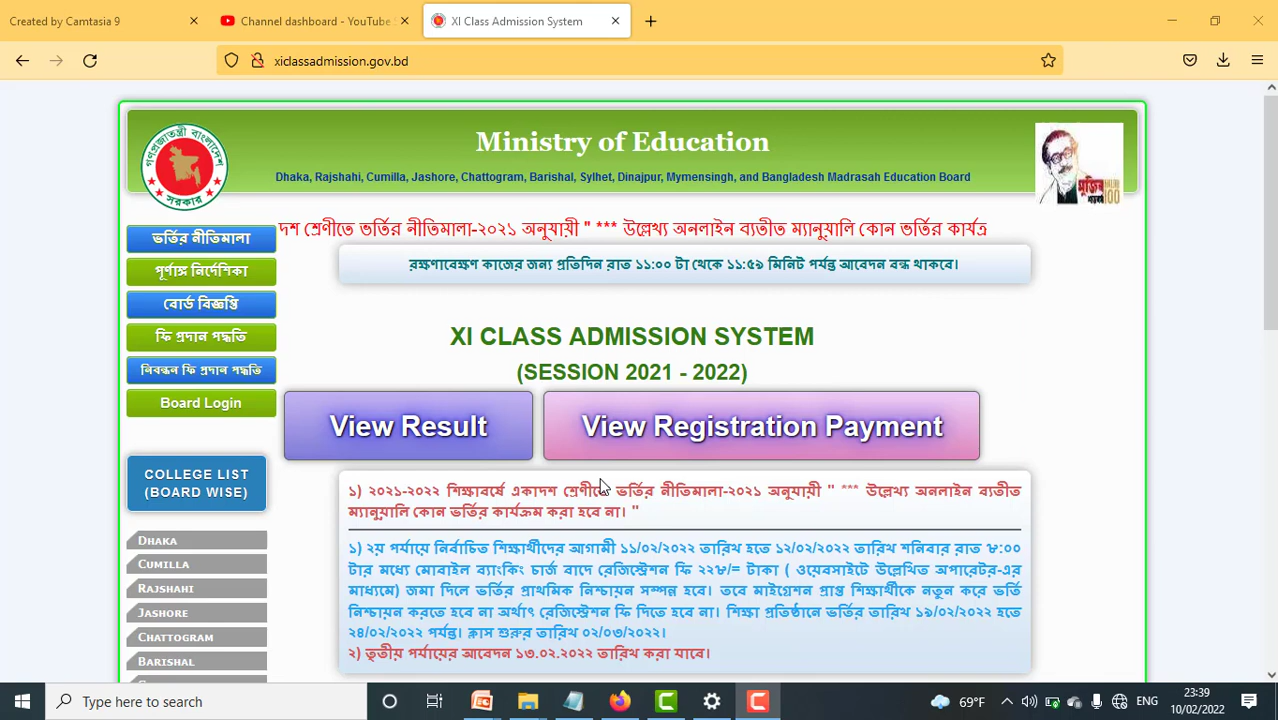 Created by Camtasia 9
Channel dashboard - YouTube S
XI Class Admission System
xiclassadmission.gov.bd
গণপ্রজাতন্ত্রী বাংলাদেশ
সরকার
Ministry of Education
Dhaka, Rajshahi, Cumilla, Jashore, Chattogram, Barishal, Sylhet, Dinajpur, Mymensingh, and Bangladesh Madrasah Education Board
100
দশ শ্রেণীতে ভর্তির নীতিমালা-২০২১ অনুযায়ী " *** উল্লেখ্য অনলাইন ব্যতীত ম্যানুয়ালি কোন ভর্তির কার্যক্র
রক্ষণাবেক্ষণ কাজের জন্য প্রতিদিন রাত ১১:০০ টা থেকে ১১:৫৯ মিনিট পর্যন্ত আবেদন বন্ধ থাকবে।
ভর্তির নীতিমালা
পূর্ণাঙ্গ নির্দেশিকা
বোর্ড বিজ্ঞপ্তি
ফি প্রদান পদ্ধতি
নিবন্ধন ফি প্রদান পদ্ধতি
Board Login
COLLEGE LIST
(BOARD WISE)
DHAKA
CUMILLA
RAJSHAHI
JASHORE
CHATTOGRAM
BARISHAL
XI CLASS ADMISSION SYSTEM
(SESSION 2021 - 2022)
View Result
View Registration Payment
১) ২০২১-২০২২ শিক্ষাবর্ষে একাদশ শ্রেণীতে ভর্তির নীতিমালা-২০২১ অনুযায়ী " *** উল্লেখ্য অনলাইন ব্যতীত
ম্যানুয়ালি কোন ভর্তির কার্যক্রম করা হবে না। "
১) ২য় পর্যায়ে নির্বাচিত শিক্ষার্থীদের আগামী ১১/০২/২০২২ তারিখ হতে ১২/০২/২০২২ তারিখ শনিবার রাত ৮:০০
টার মধ্যে মোবাইল ব্যাংকিং চার্জ বাদে রেজিস্ট্রেশন ফি ২২৮/= টাকা ( ওয়েবসাইটে উল্লেখিত অপারেটর-এর
মাধ্যমে) জমা দিলে ভর্তির প্রাথমিক নিশ্চায়ন সম্পন্ন হবে। তবে মাইগ্রেশন প্রাপ্ত শিক্ষার্থীকে নতুন করে ভর্তি
নিশ্চায়ন করতে হবে না অর্থাৎ রেজিস্ট্রেশন ফি দিতে হবে না। শিক্ষা প্রতিষ্ঠানে ভর্তির তারিখ ১৯/০২/২০২২ হতে
২৪/০২/২০২২ পর্যন্ত। ক্লাস শুরুর তারিখ ০২/০৩/২০২২।
২) তৃতীয় পর্যায়ের আবেদন ১৩.০২.২০২২ তারিখ করা যাবে।
Type here to search
69°F
ENG
23:39
10/02/2022